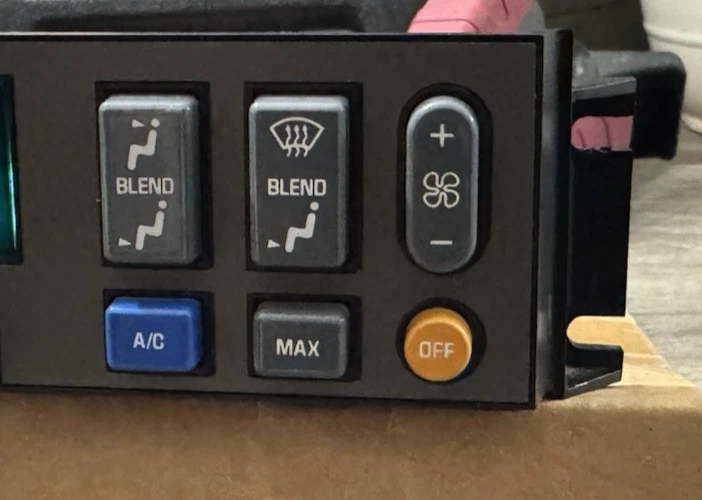 BLEND
BLEND
+
−
A/C
MAX
OFF